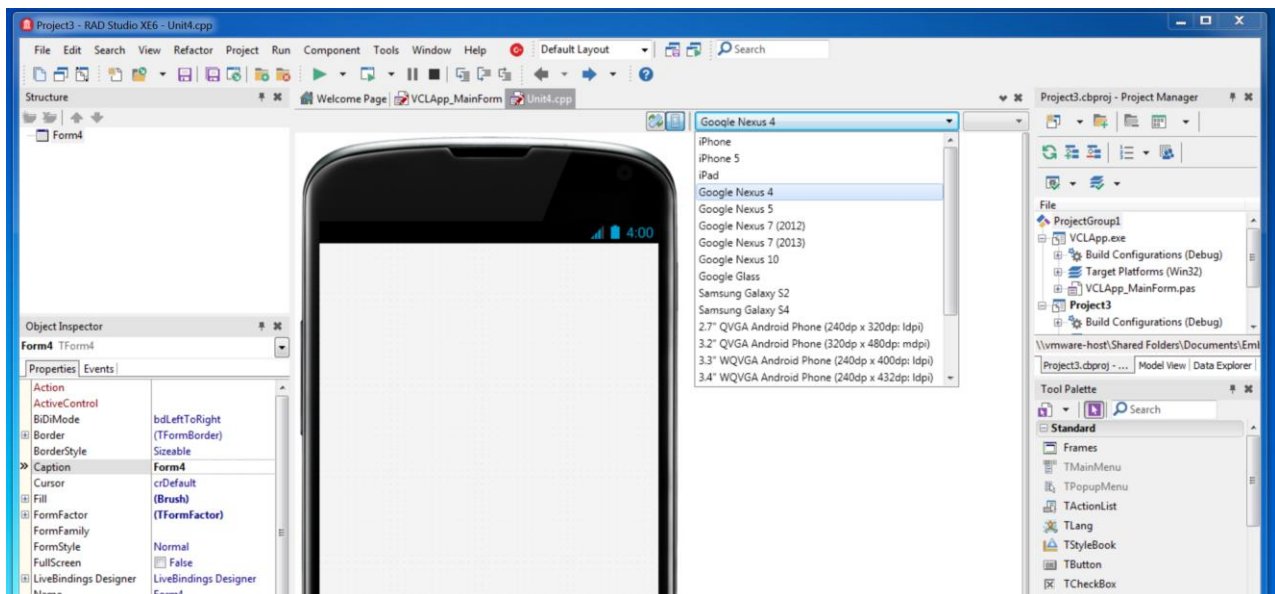 Project3 - RAD Studio XE6 - Unit4.cpp
File Edit Search View Refactor Project Run Component Tools Window Help Default Layout Search
Structure
Form4
Welcome Page VCLApp_MainForm Unit4.cpp
Google Nexus 4
iPhone
iPhone 5
iPad
Google Nexus 4
Google Nexus 5
Google Nexus 7 (2012)
Google Nexus 7 (2013)
Google Nexus 10
Google Glass
Samsung Galaxy S2
Samsung Galaxy S4
2.7" QVGA Android Phone (240dp x 320dp: ldpi)
3.2" QVGA Android Phone (320dp x 480dp: mdpi)
3.3" WQVGA Android Phone (240dp x 400dp: ldpi)
3.4" WQVGA Android Phone (240dp x 432dp: ldpi)
4:00
Object Inspector
Form4 TForm4
Properties Events
Action
ActiveControl
BiDiMode bdLeftToRight
Border (TFormBorder)
BorderStyle Sizeable
Caption Form4
Cursor crDefault
Fill (Brush)
FormFactor (TFormFactor)
FormFamily
FormStyle Normal
FullScreen False
LiveBindings Designer LiveBindings Designer
Name Form4
Project3.cbproj - Project Manager
File
ProjectGroup1
VCLApp.exe
Build Configurations (Debug)
Target Platforms (Win32)
VCLApp_MainForm.pas
Project3
Build Configurations (Debug)
\\vmware-host\Shared Folders\Documents\Eml
Project3.cbproj - ... Model View Data Explorer
Tool Palette
Search
Standard
Frames
TMainMenu
TPopupMenu
TActionList
TLang
TStyleBook
TButton
TCheckBox